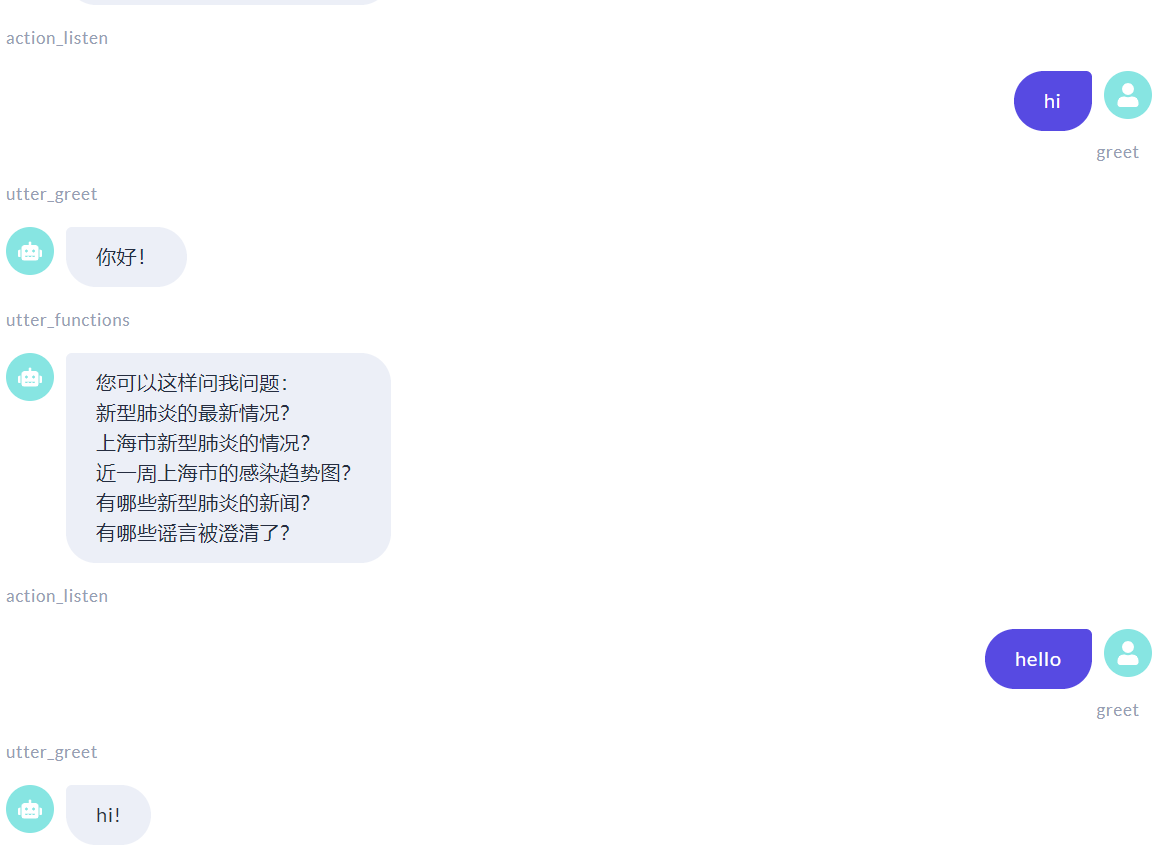 action_listen
hi
greet
utter_greet
你好！
utter_functions
您可以这样问我问题：
新型肺炎的最新情况？
上海市新型肺炎的情况？
近一周上海市的感染趋势图？
有哪些新型肺炎的新闻？
有哪些谣言被澄清了？
action_listen
hello
greet
utter_greet
hi!